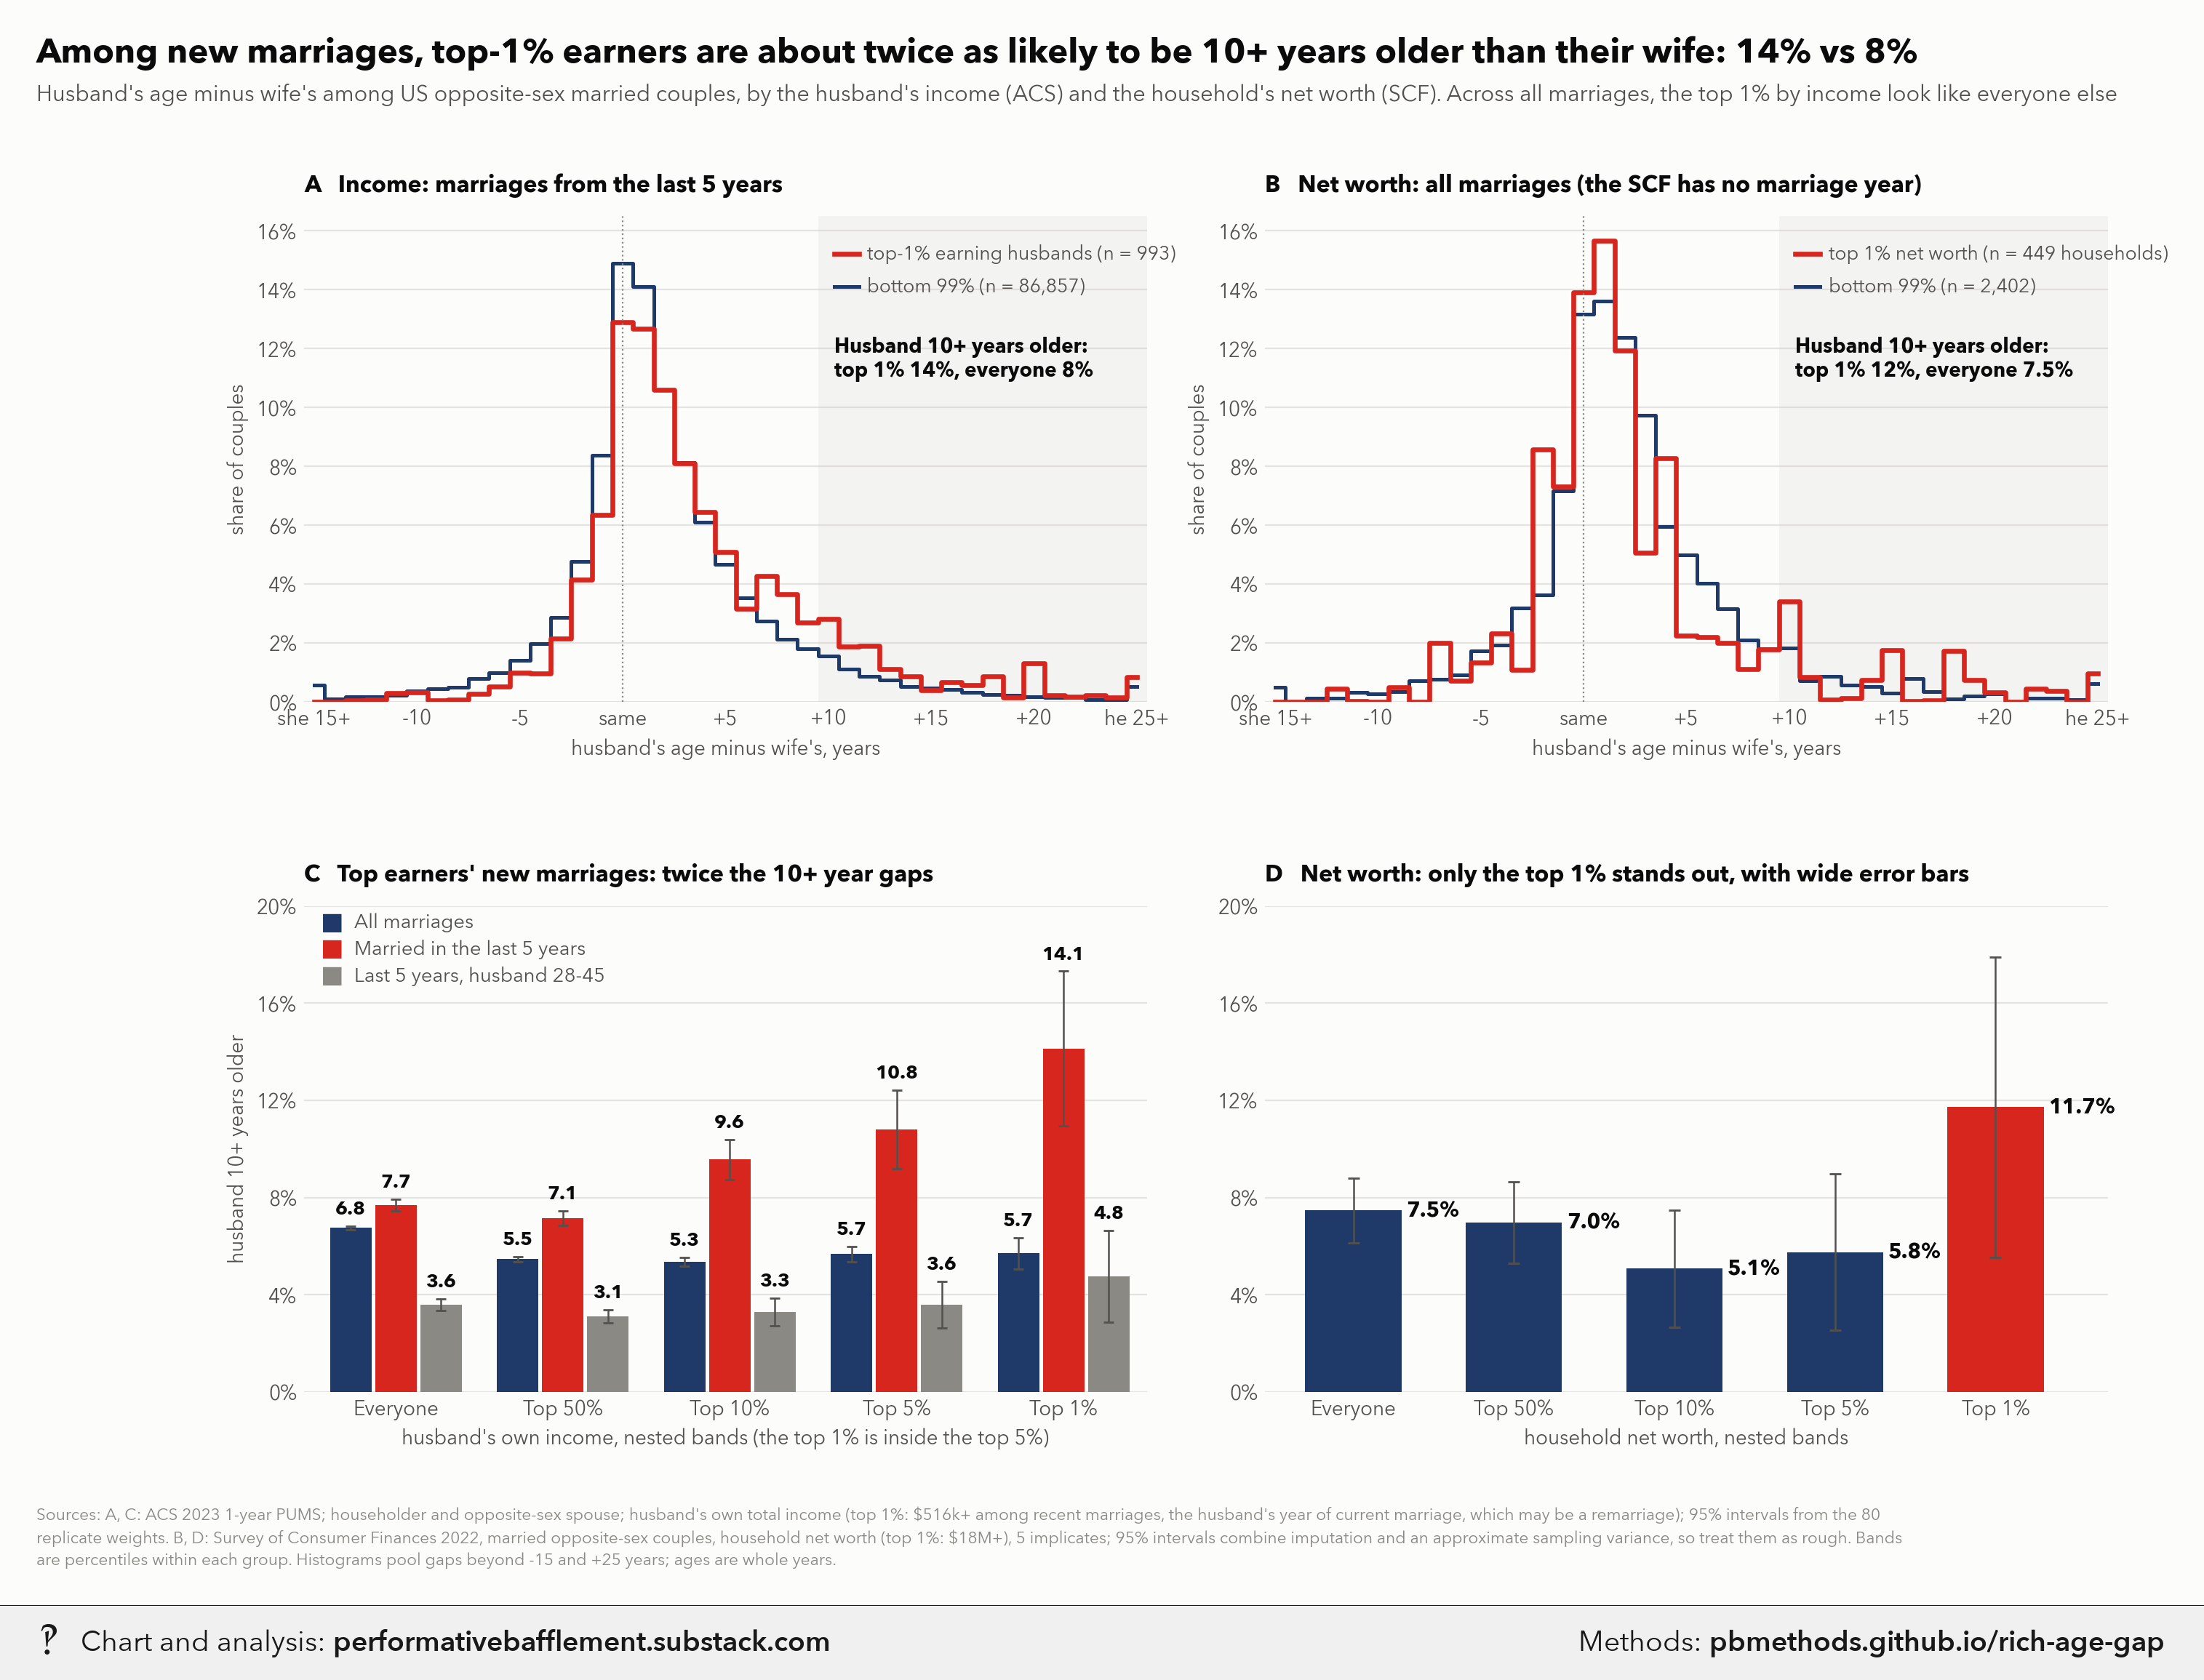 Among new marriages, top-1% earners are about twice as likely to be 10+ years older than their wife: 14% vs 8%
Husband's age minus wife's among US opposite-sex married couples, by the husband's income (ACS) and the household's net worth (SCF). Across all marriages, the top 1% by income look like everyone else
A Income: marriages from the last 5 years
16%
14%
12%
10%
8%
6%
4%
2%
0%
share of couples
top-1% earning husbands (n = 993)
bottom 99% (n = 86,857)
Husband 10+ years older:
top 1% 14%, everyone 8%
she 15+ -10 -5 same +5 +10 +15 +20 he 25+
husband's age minus wife's, years
B Net worth: all marriages (the SCF has no marriage year)
16%
14%
12%
10%
8%
6%
4%
2%
0%
share of couples
top 1% net worth (n = 449 households)
bottom 99% (n = 2,402)
Husband 10+ years older:
top 1% 12%, everyone 7.5%
she 15+ -10 -5 same +5 +10 +15 +20 he 25+
husband's age minus wife's, years
C Top earners' new marriages: twice the 10+ year gaps
20%
16%
12%
8%
4%
0%
husband 10+ years older
All marriages
Married in the last 5 years
Last 5 years, husband 28-45
6.8 7.7 3.6
5.5 7.1 3.1
5.3 9.6 3.3
5.7 10.8 3.6
5.7 14.1 4.8
Everyone Top 50% Top 10% Top 5% Top 1%
husband's own income, nested bands (the top 1% is inside the top 5%)
D Net worth: only the top 1% stands out, with wide error bars
20%
16%
12%
8%
4%
0%
7.5% 7.0% 5.1% 5.8% 11.7%
Everyone Top 50% Top 10% Top 5% Top 1%
household net worth, nested bands
Sources: A, C: ACS 2023 1-year PUMS; householder and opposite-sex spouse; husband's own total income (top 1%: $516k+ among recent marriages, the husband's year of current marriage, which may be a remarriage); 95% intervals from the 80
replicate weights. B, D: Survey of Consumer Finances 2022, married opposite-sex couples, household net worth (top 1%: $18M+), 5 implicates; 95% intervals combine imputation and an approximate sampling variance, so treat them as rough. Bands
are percentiles within each group. Histograms pool gaps beyond -15 and +25 years; ages are whole years.
‽ Chart and analysis: performativebafflement.substack.com
Methods: pbmethods.github.io/rich-age-gap